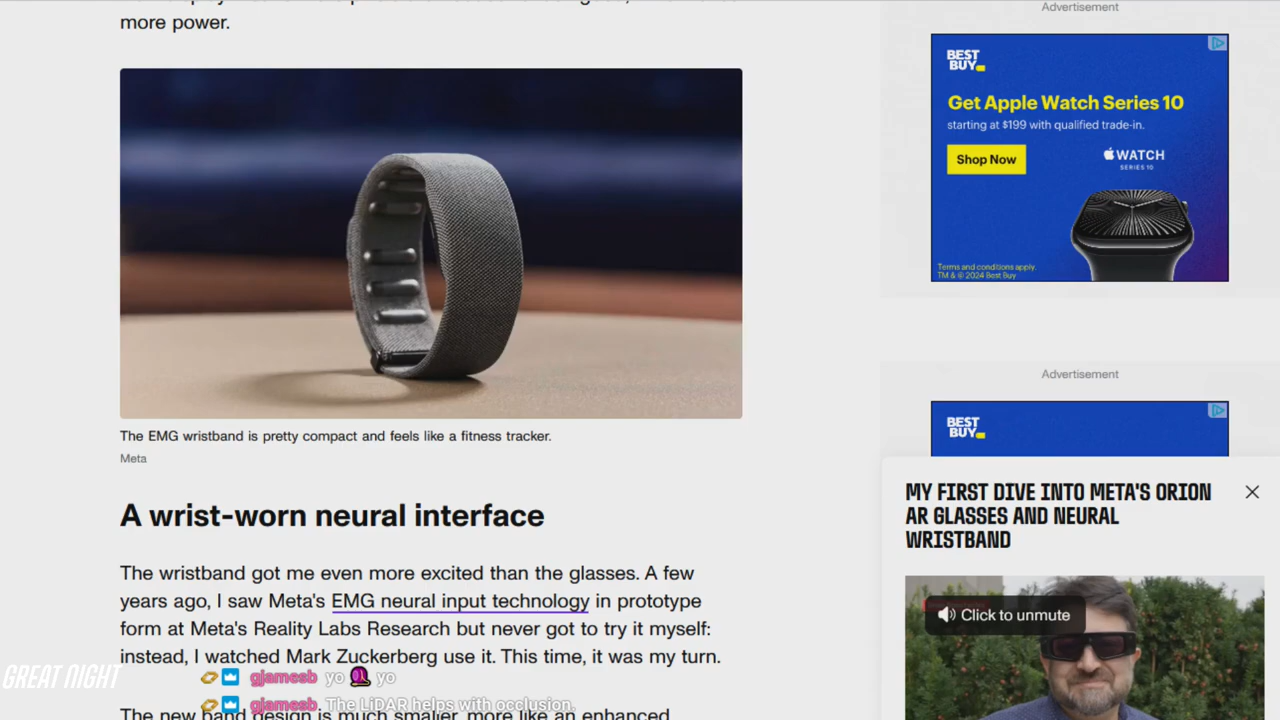 more power.
The EMG wristband is pretty compact and feels like a fitness tracker.
Meta
A wrist-worn neural interface
The wristband got me even more excited than the glasses. A few
years ago, I saw Meta's EMG neural input technology in prototype
form at Meta's Reality Labs Research but never got to try it myself:
instead, I watched Mark Zuckerberg use it. This time, it was my turn.
The new band design is much smaller, more like an enhanced
GREAT NIGHT
gjamesb yo yo
gjamesb The LiDAR helps with occlusion.
Advertisement
BEST
BUY
Get Apple Watch Series 10
starting at $199 with qualified trade-in.
Shop Now
WATCH
SERIES 10
Terms and conditions apply.
TM & © 2024 Best Buy
Advertisement
BEST
BUY
MY FIRST DIVE INTO META'S ORION
AR GLASSES AND NEURAL
WRISTBAND
Click to unmute